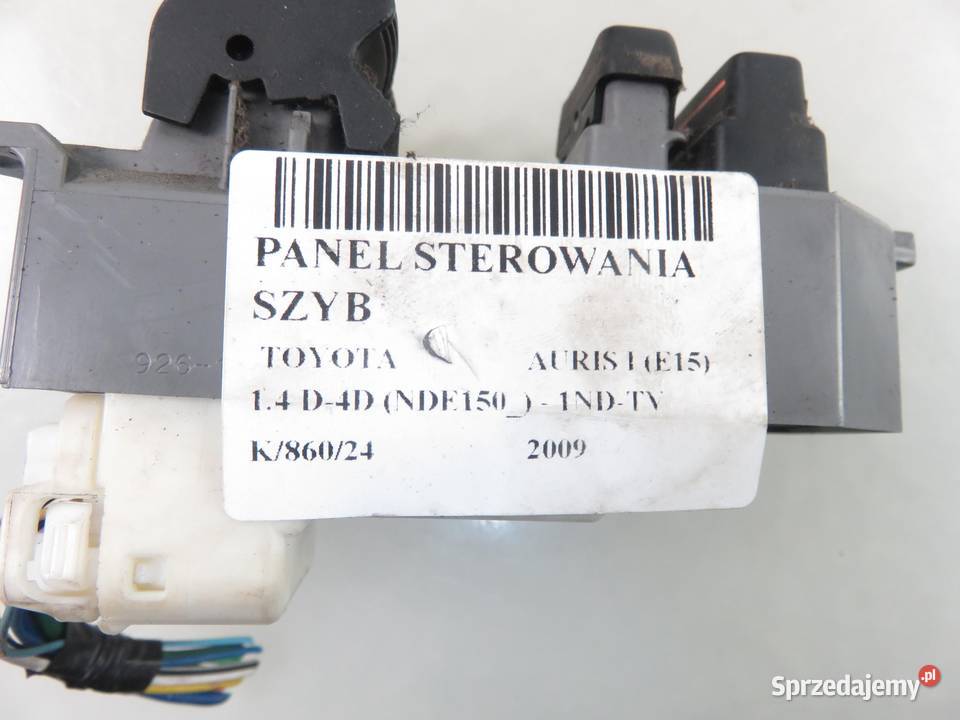 PANEL STEROWANIA
SZYB
TOYOTA AURIS I (E15)
1.4 D-4D (NDE150_) - 1ND-TV
K/860/24 2009
926-
Sprzedajemy.pl